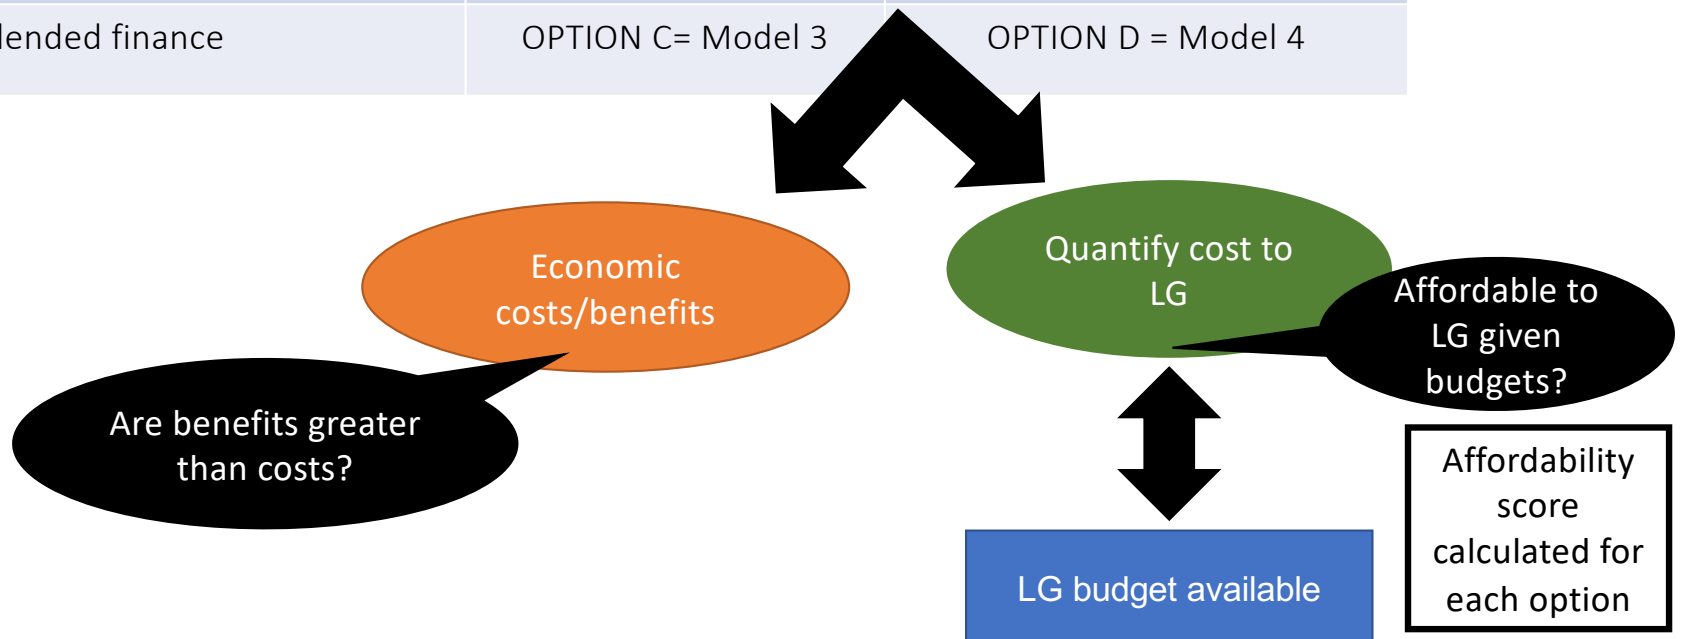 finance OPTION C= Model 3 OPTION D = Model 4
Economic
costs/benefits
Quantify cost to
LG
Affordable to
LG given
budgets?
Are benefits greater
than costs?
Affordability
score
calculated for
each option
LG budget available